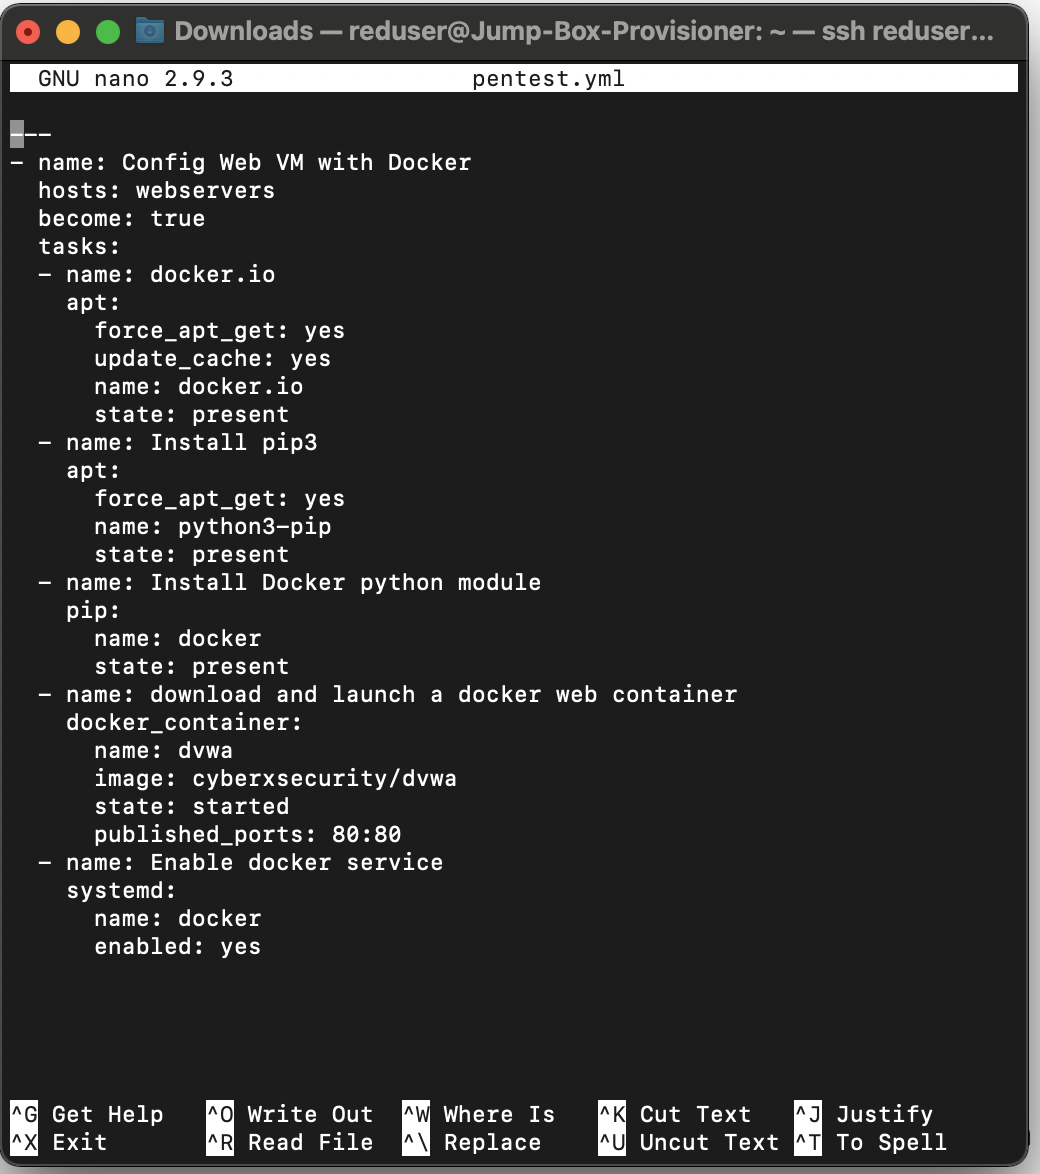 Downloads — reduser@Jump-Box-Provisioner: ~ — ssh reduser...
GNU nano 2.9.3 pentest.yml
---
- name: Config Web VM with Docker
  hosts: webservers
  become: true
  tasks:
  - name: docker.io
    apt:
      force_apt_get: yes
      update_cache: yes
      name: docker.io
      state: present
  - name: Install pip3
    apt:
      force_apt_get: yes
      name: python3-pip
      state: present
  - name: Install Docker python module
    pip:
      name: docker
      state: present
  - name: download and launch a docker web container
    docker_container:
      name: dvwa
      image: cyberxsecurity/dvwa
      state: started
      published_ports: 80:80
  - name: Enable docker service
    systemd:
      name: docker
      enabled: yes
^G Get Help ^O Write Out ^W Where Is ^K Cut Text ^J Justify
^X Exit ^R Read File ^\ Replace ^U Uncut Text ^T To Spell